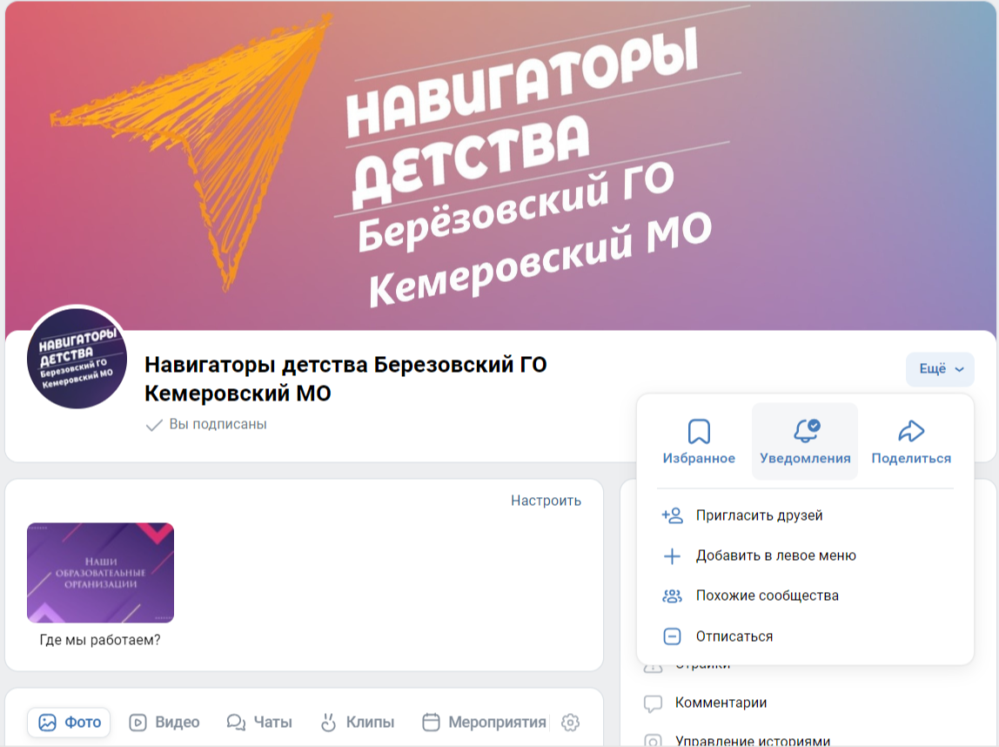 НАВИГАТОРЫ
ДЕТСТВА
Берёзовский ГО
Кемеровский МО
НАВИГАТОРЫ
ДЕТСТВА
Березовский ГО
Кемеровский МО
Навигаторы детства Березовский ГО
Кемеровский МО
Вы подписаны
Ещё
Избранное
Уведомления
Поделиться
Пригласить друзей
Добавить в левое меню
Похожие сообщества
Отписаться
Настроить
Наши
образовательные
организации
Где мы работаем?
Фото
Видео
Чаты
Клипы
Мероприятия
Страйки
Комментарии
Управление историями